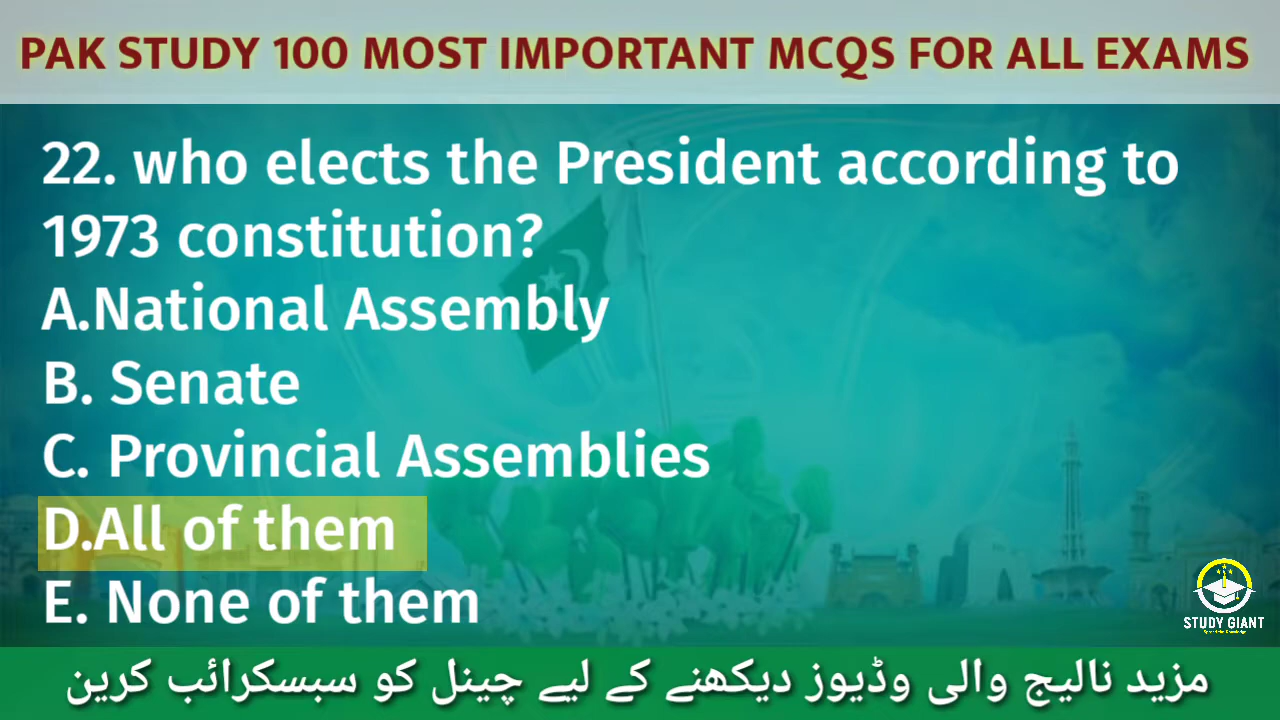 PAK STUDY 100 MOST IMPORTANT MCQS FOR ALL EXAMS
22. who elects the President according to
1973 constitution?
A.National Assembly
B. Senate
C. Provincial Assemblies
D.All of them
E. None of them
STUDY GIANT
مزید نالیج والی وڈیوز دیکھنے کے لیے چینل کو سبسکرائب کریں